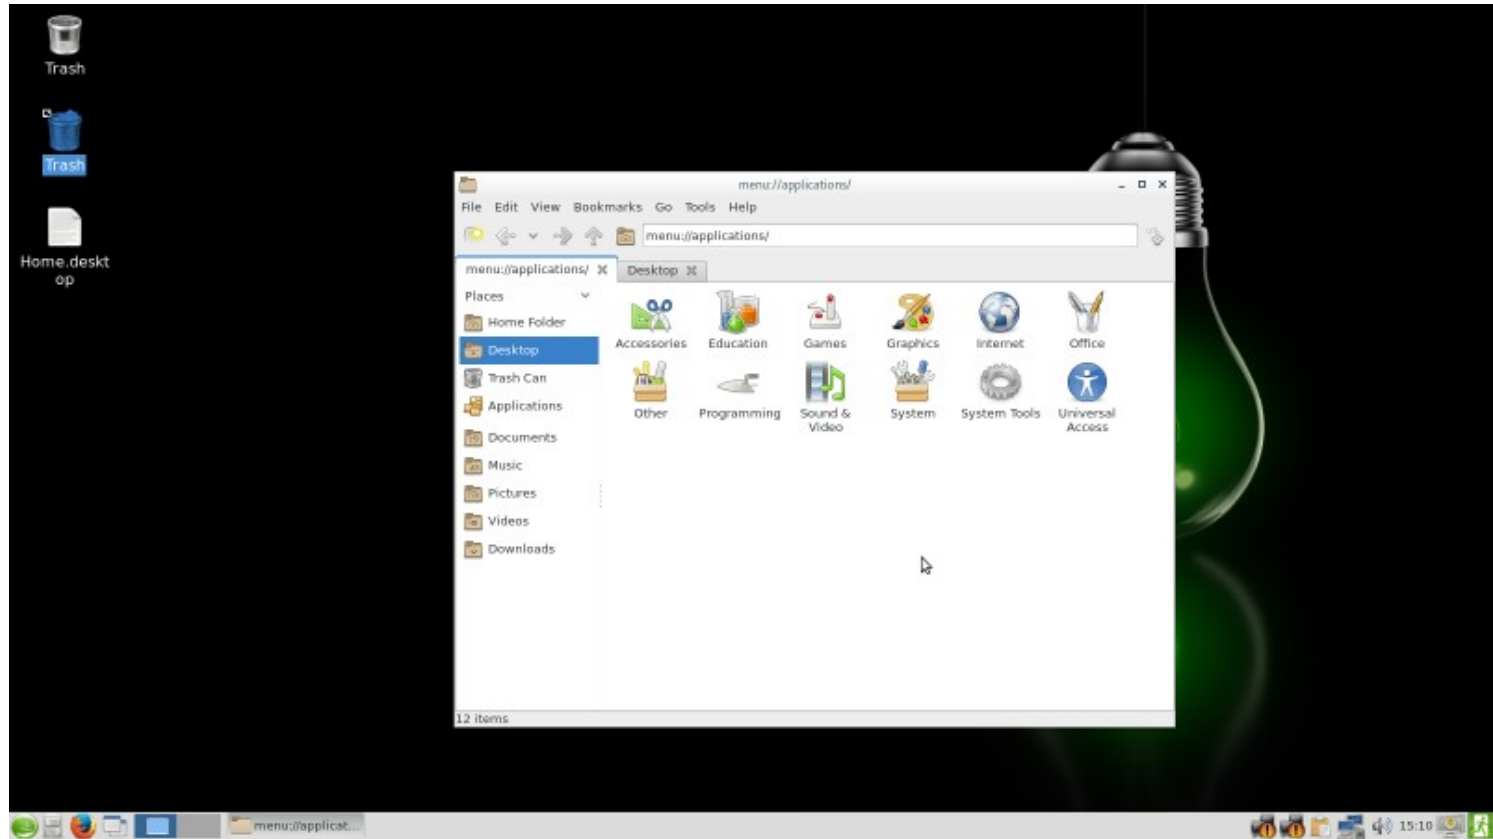 Trash
Trash
Home.deskt
op
menu://applications/
File Edit View Bookmarks Go Tools Help
menu://applications/
menu://applications/ Desktop
Places
Home Folder
Desktop
Trash Can
Applications
Documents
Music
Pictures
Videos
Downloads
Accessories Education Games Graphics Internet Office
Other Programming Sound & Video System System Tools Universal Access
12 items
menu://applicat...
15:10